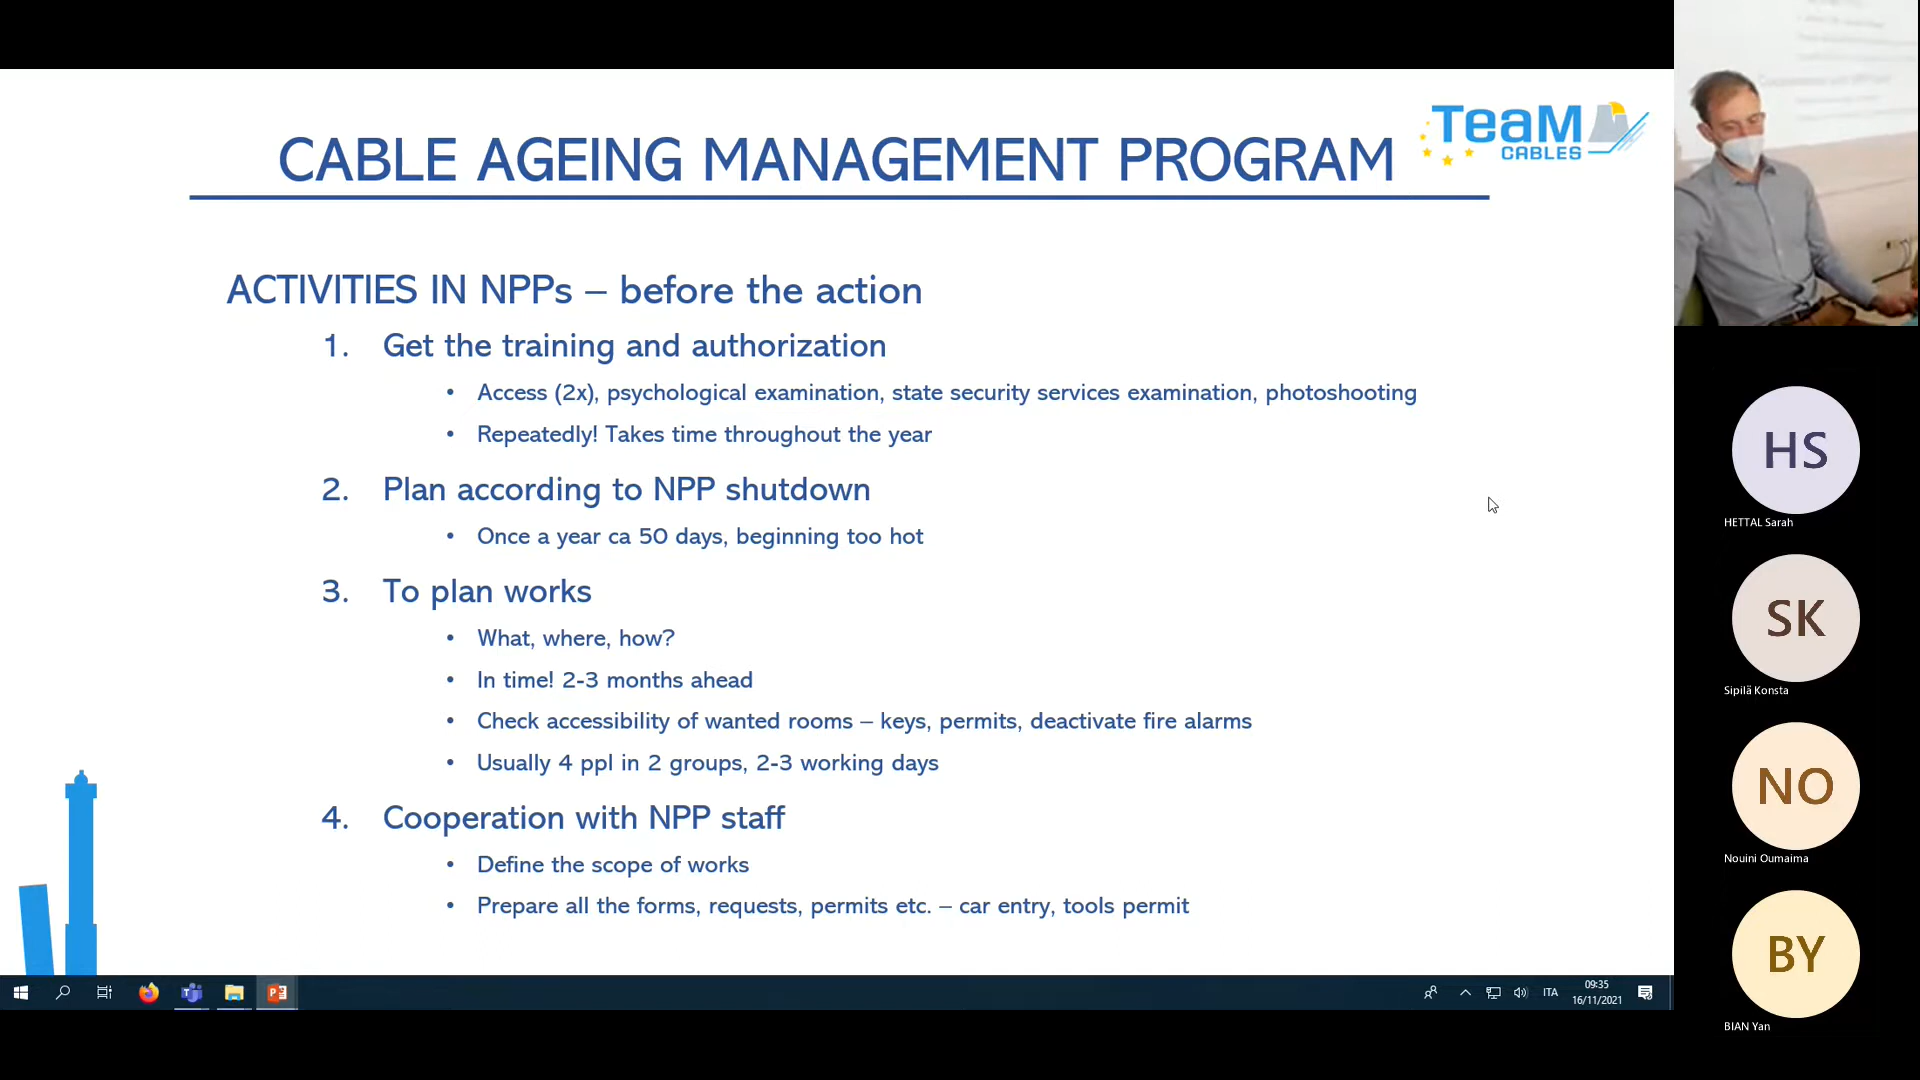 TeaM
CABLES
CABLE AGEING MANAGEMENT PROGRAM
ACTIVITIES IN NPPs – before the action
1. Get the training and authorization
• Access (2x), psychological examination, state security services examination, photoshooting
• Repeatedly! Takes time throughout the year
2. Plan according to NPP shutdown
• Once a year ca 50 days, beginning too hot
3. To plan works
• What, where, how?
• In time! 2-3 months ahead
• Check accessibility of wanted rooms – keys, permits, deactivate fire alarms
• Usually 4 ppl in 2 groups, 2-3 working days
4. Cooperation with NPP staff
• Define the scope of works
• Prepare all the forms, requests, permits etc. – car entry, tools permit
ITA
09:35
16/11/2021
HS
HETTAL Sarah
SK
Sipilä Konsta
NO
Nouini Oumaima
BY
BIAN Yan